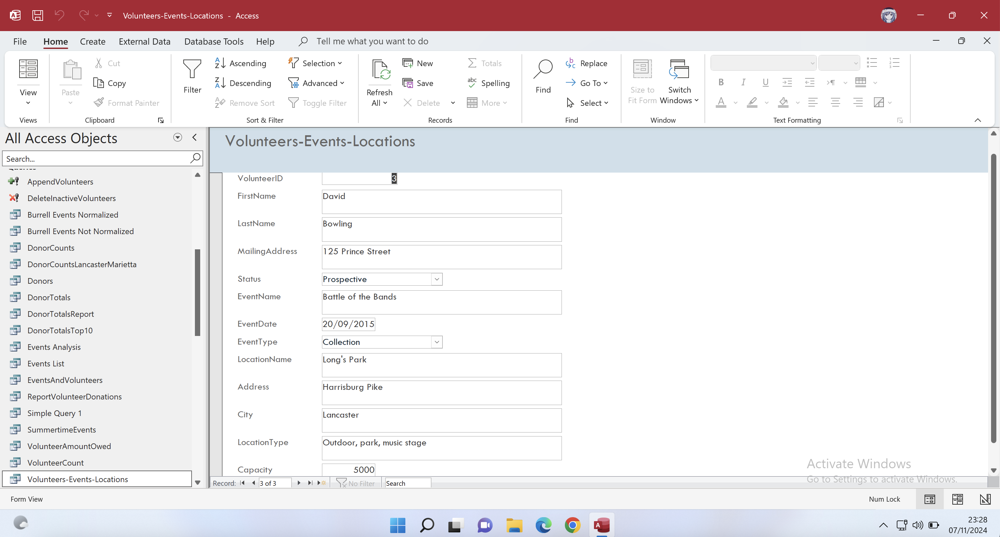 Volunteers-Events-Locations - Access
File Home Create External Data Database Tools Help Tell me what you want to do
View
Views
Paste
Cut
Copy
Format Painter
Clipboard
Filter
Ascending
Descending
Remove Sort
Selection
Advanced
Toggle Filter
Sort & Filter
Refresh
All
New
Save
Delete
Totals
Spelling
More
Records
Find
Replace
Go To
Select
Find
Size to
Fit Form
Switch
Windows
Window
Text Formatting
All Access Objects
Search...
AppendVolunteers
DeleteInactiveVolunteers
Burrell Events Normalized
Burrell Events Not Normalized
DonorCounts
DonorCountsLancasterMarietta
Donors
DonorTotals
DonorTotalsReport
DonorTotalsTop10
Events Analysis
Events List
EventsAndVolunteers
ReportVolunteerDonations
Simple Query 1
SummertimeEvents
VolunteerAmountOwed
VolunteerCount
Volunteers-Events-Locations
Volunteers-Events-Locations
VolunteerID 3
FirstName David
LastName Bowling
MailingAddress 125 Prince Street
Status Prospective
EventName Battle of the Bands
EventDate 20/09/2015
EventType Collection
LocationName Long's Park
Address Harrisburg Pike
City Lancaster
LocationType Outdoor, park, music stage
Capacity 5000
Record: 3 of 3 No Filter Search
Activate Windows
Go to Settings to activate Windows.
Form View
Num Lock
23:28
07/11/2024